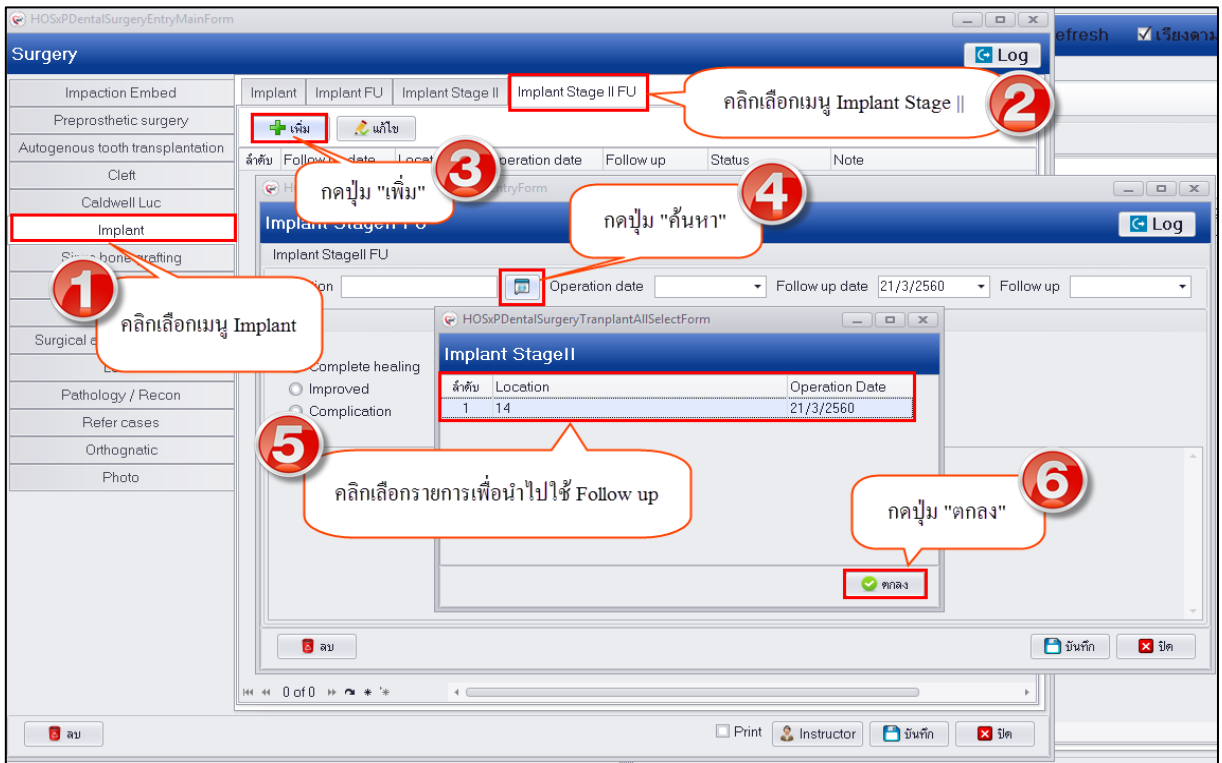 HOSxPDentalSurgeryEntryMainForm
Surgery
Log
efresh
เรียงตาม
Impaction Embed
Preprosthetic surgery
Autogenous tooth transplantation
Cleft
Caldwell Luc
Implant
bone grafting
Surgical
Pathology / Recon
Refer cases
Orthognatic
Photo
Implant
Implant FU
Implant Stage II
Implant Stage II FU
เพิ่ม
แก้ไข
ลำดับ
date
peration date
Follow up
Status
Note
1
คลิกเลือกเมนู Implant
2
คลิกเลือกเมนู Implant Stage ||
3
กดปุ่ม "เพิ่ม"
4
กดปุ่ม "ค้นหา"
ntryForm
Log
Implant StageII FU
Operation date
Follow up date 21/3/2560
Follow up
Complete healing
Improved
Complication
HOSxPDentalSurgeryTranplantAllSelectForm
Implant StageII
ลำดับ Location Operation Date
1 14 21/3/2560
5
คลิกเลือกรายการเพื่อนำไปใช้ Follow up
6
กดปุ่ม "ตกลง"
ตกลง
ลบ
บันทึก
ปิด
0 of 0
ลบ
Print
Instructor
บันทึก
ปิด